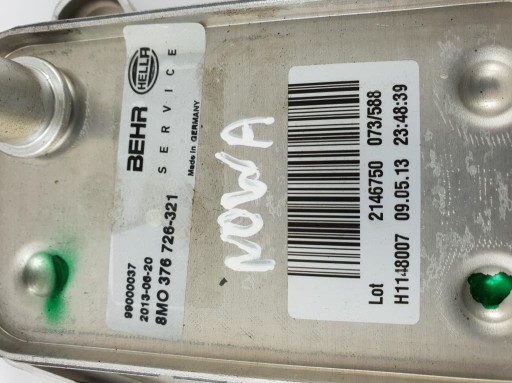 HELLA
BEHR
SERVICE
Made in GERMANY
99000037
2013-06-20
8MO 376 726-321
NOWA
Lot 2146750 073/588
H1148007 09.05.13 23:48:39